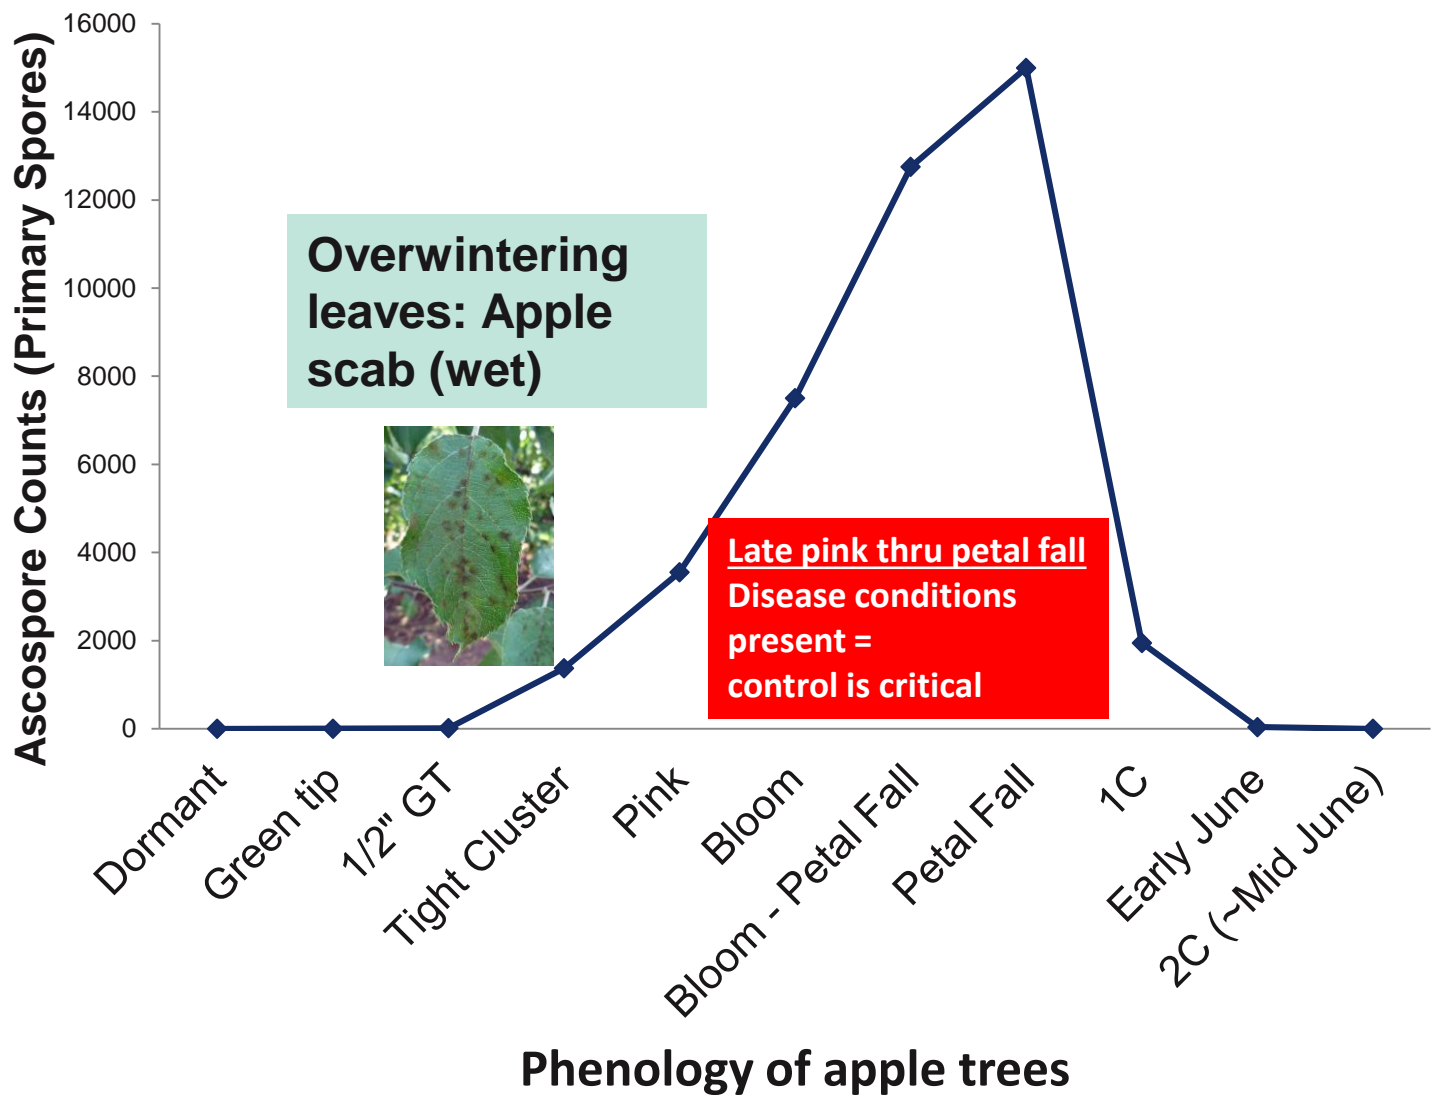 Ascospore Counts (Primary Spores)
16000
14000
12000
10000
8000
6000
4000
2000
0
Overwintering
leaves: Apple
scab (wet)
Late pink thru petal fall
Disease conditions
present =
control is critical
Dormant
Green tip
1/2" GT
Tight Cluster
Pink
Bloom
Bloom - Petal Fall
Petal Fall
1C
Early June
2C (~Mid June)
Phenology of apple trees